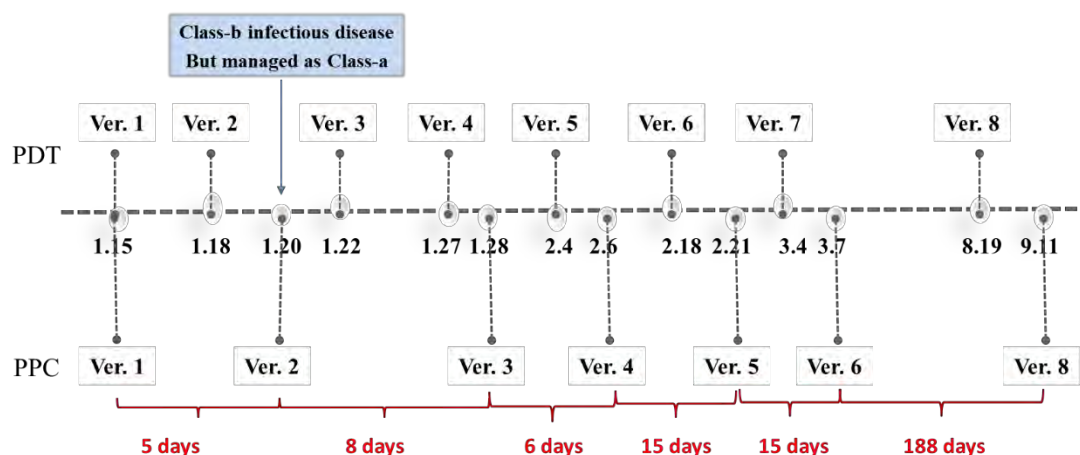 Class-b infectious disease
But managed as Class-a
Ver. 1 Ver. 2 Ver. 3 Ver. 4 Ver. 5 Ver. 6 Ver. 7 Ver. 8
PDT
1.15 1.18 1.20 1.22 1.27 1.28 2.4 2.6 2.18 2.21 3.4 3.7 8.19 9.11
PPC Ver. 1 Ver. 2 Ver. 3 Ver. 4 Ver. 5 Ver. 6 Ver. 8
5 days 8 days 6 days 15 days 15 days 188 days